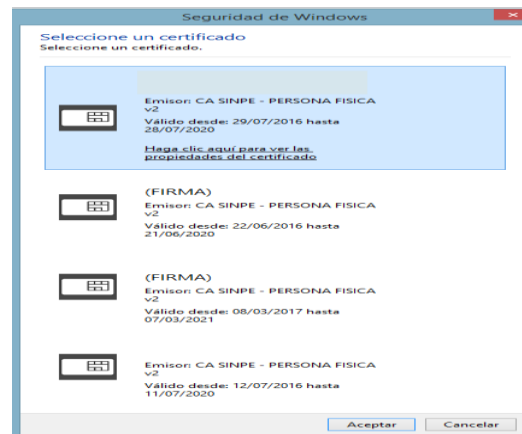 Seguridad de Windows
Seleccione un certificado
Seleccione un certificado.
Emisor: CA SINPE - PERSONA FISICA
v2
Válido desde: 29/07/2016 hasta
28/07/2020
Haga clic aquí para ver las
propiedades del certificado
(FIRMA)
Emisor: CA SINPE - PERSONA FISICA
v2
Válido desde: 22/06/2016 hasta
21/06/2020
(FIRMA)
Emisor: CA SINPE - PERSONA FISICA
v2
Válido desde: 08/03/2017 hasta
07/03/2021
Emisor: CA SINPE - PERSONA FISICA
v2
Válido desde: 12/07/2016 hasta
11/07/2020
Aceptar
Cancelar